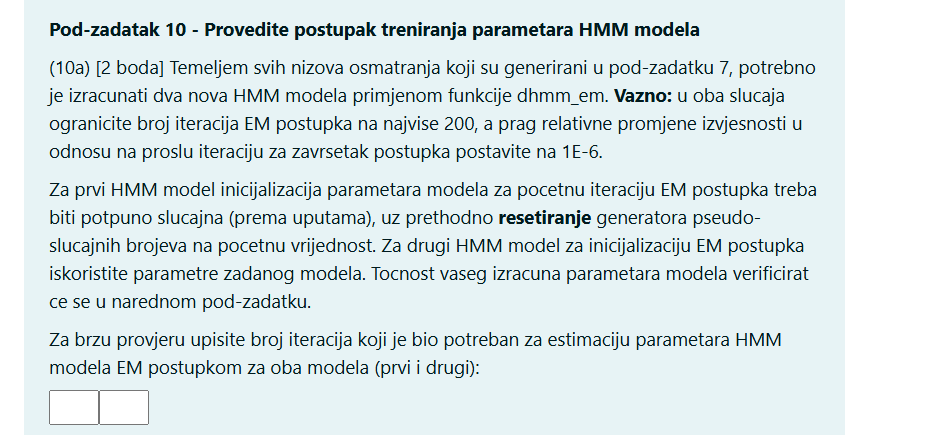 Pod-zadatak 10 - Provedite postupak treniranja parametara HMM modela
(10a) [2 boda] Temeljem svih nizova osmatranja koji su generirani u pod-zadatku 7, potrebno
je izracunati dva nova HMM modela primjenom funkcije dhmm_em. Vazno: u oba slucaja
ogranicite broj iteracija EM postupka na najvise 200, a prag relativne promjene izvjesnosti u
odnosu na proslu iteraciju za zavrsetak postupka postavite na 1E-6.
Za prvi HMM model inicijalizacija parametara modela za pocetnu iteraciju EM postupka treba
biti potpuno slucajna (prema uputama), uz prethodno resetiranje generatora pseudo-
slucajnih brojeva na pocetnu vrijednost. Za drugi HMM model za inicijalizaciju EM postupka
iskoristite parametre zadanog modela. Tocnost vaseg izracuna parametara modela verificirat
ce se u narednom pod-zadatku.
Za brzu provjeru upisite broj iteracija koji je bio potreban za estimaciju parametara HMM
modela EM postupkom za oba modela (prvi i drugi):